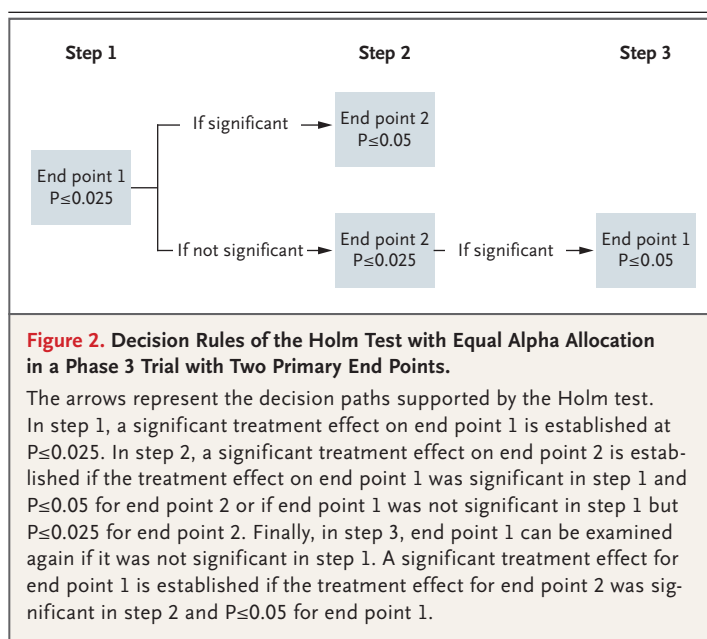 Step 1
Step 2
Step 3
End point 1
P≤0.025
If significant
End point 2
P≤0.05
If not significant
End point 2
P≤0.025
If significant
End point 1
P≤0.05
Figure 2. Decision Rules of the Holm Test with Equal Alpha Allocation
in a Phase 3 Trial with Two Primary End Points.
The arrows represent the decision paths supported by the Holm test.
In step 1, a significant treatment effect on end point 1 is established at
P≤0.025. In step 2, a significant treatment effect on end point 2 is estab-
lished if the treatment effect on end point 1 was significant in step 1 and
P≤0.05 for end point 2 or if end point 1 was not significant in step 1 but
P≤0.025 for end point 2. Finally, in step 3, end point 1 can be examined
again if it was not significant in step 1. A significant treatment effect for
end point 1 is established if the treatment effect for end point 2 was sig-
nificant in step 2 and P≤0.05 for end point 1.